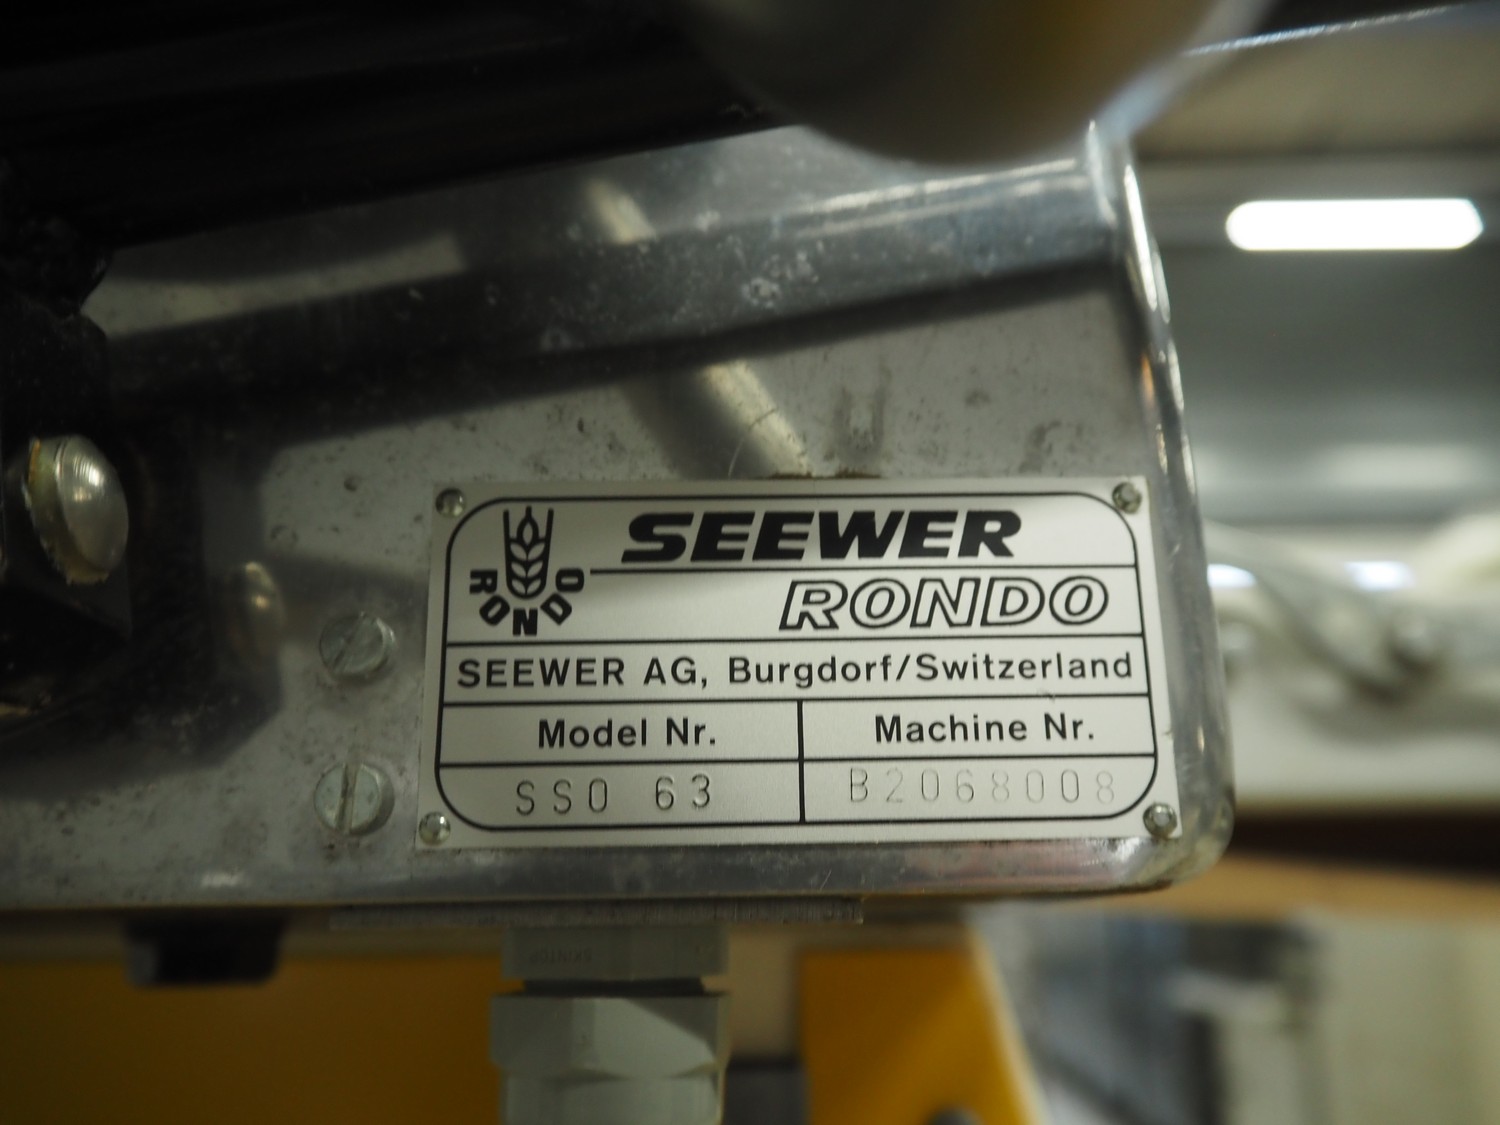 SEEWER
RONDO
RONDO
SEEWER AG, Burgdorf/Switzerland
Model Nr.
Machine Nr.
SSO 63
B2068008